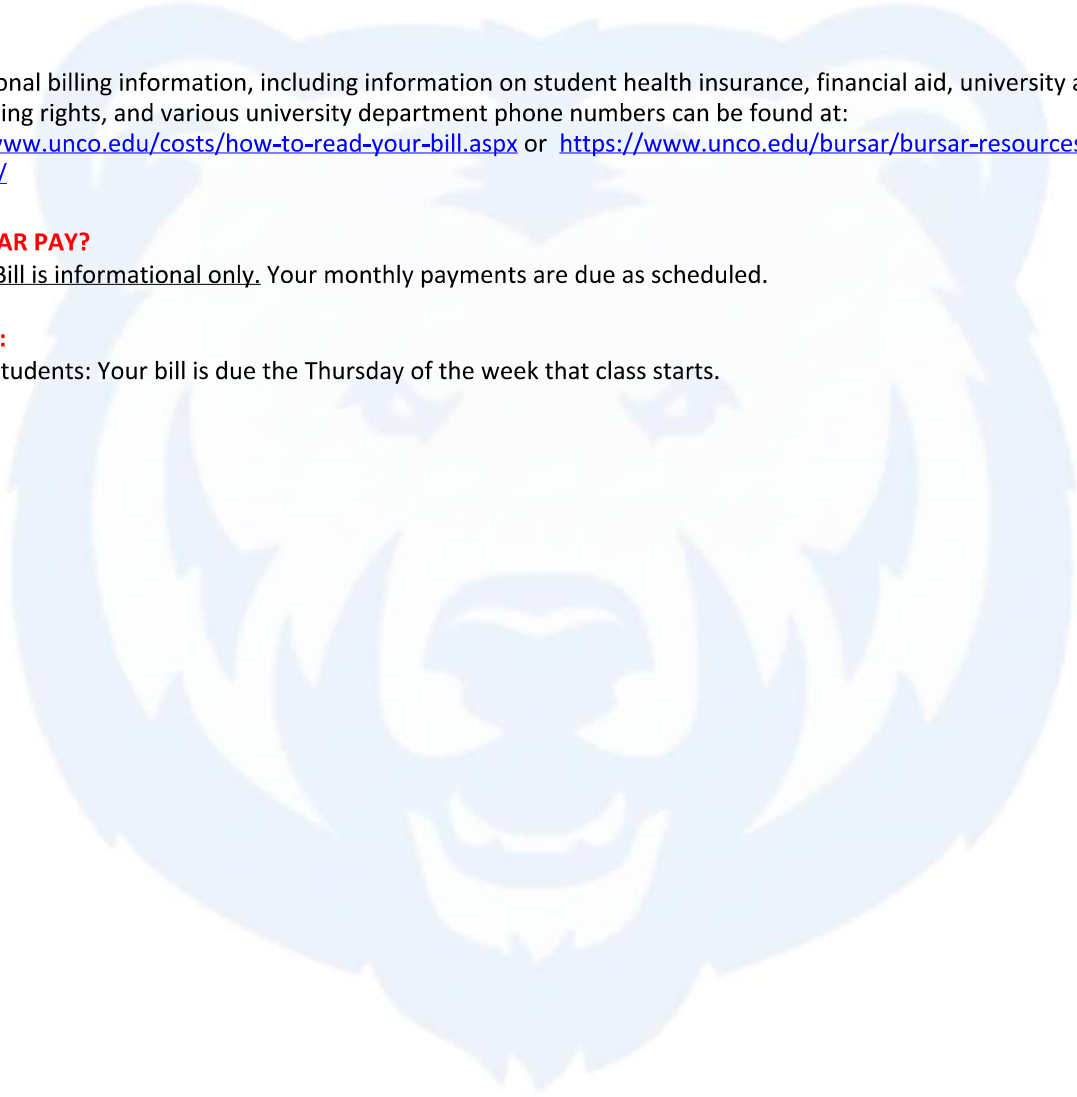 onal billing information, including information on student health insurance, financial aid, university a
ing rights, and various university department phone numbers can be found at:
www.unco.edu/costs/how-to-read-your-bill.aspx or https://www.unco.edu/bursar/bursar-resources
/
AR PAY?
Bill is informational only. Your monthly payments are due as scheduled.
:
tudents: Your bill is due the Thursday of the week that class starts.